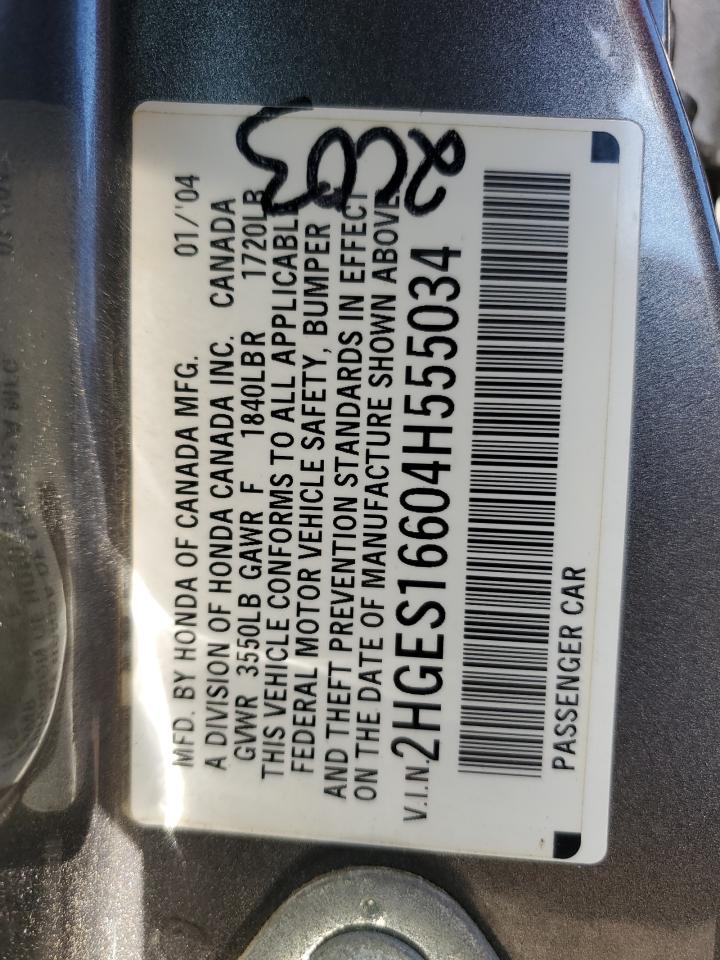 MFD. BY HONDA OF CANADA MFG. 01/'04
A DIVISION OF HONDA CANADA INC. CANADA
GVWR 3550LB GAWR F 1840LBR 1720LB
THIS VEHICLE CONFORMS TO ALL APPLICABLE
FEDERAL MOTOR VEHICLE SAFETY, BUMPER
AND THEFT PREVENTION STANDARDS IN EFFECT
ON THE DATE OF MANUFACTURE SHOWN ABOVE.
V.I.N. 2HGES16604H555034
PASSENGER CAR